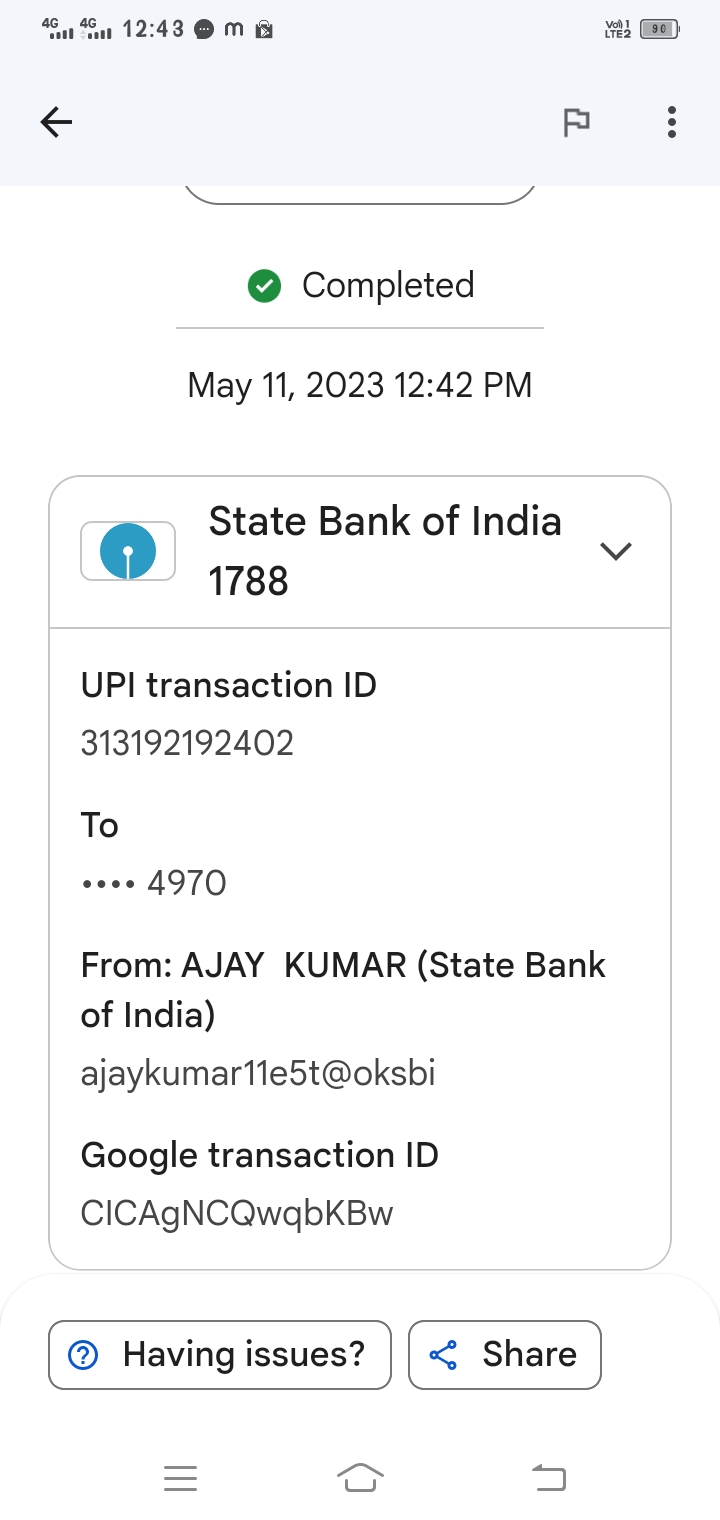 4G 4G 12:43 m Vo) 1 LTE2 90
Completed
May 11, 2023 12:42 PM
State Bank of India
1788
UPI transaction ID
313192192402
To
•••• 4970
From: AJAY  KUMAR (State Bank
of India)
ajaykumar11e5t@oksbi
Google transaction ID
CICAgNCQwqbKBw
Having issues?
Share